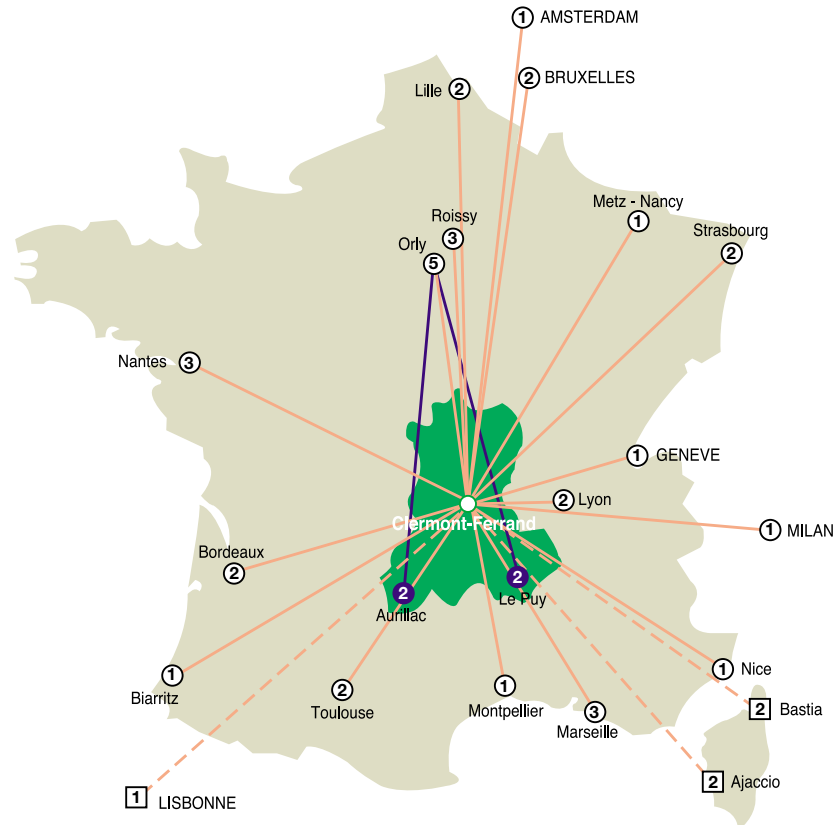 1 AMSTERDAM
2 BRUXELLES
Lille 2
Metz - Nancy
1
Roissy
3
Strasbourg
2
Orly
5
Nantes 3
1 GENEVE
2 Lyon
Clermont-Ferrand
1 MILAN
Bordeaux
2
2
Le Puy
2
Aurillac
1 Nice
1
Biarritz
2
Toulouse
1
Montpellier
3
Marseille
2 Bastia
2 Ajaccio
1 LISBONNE